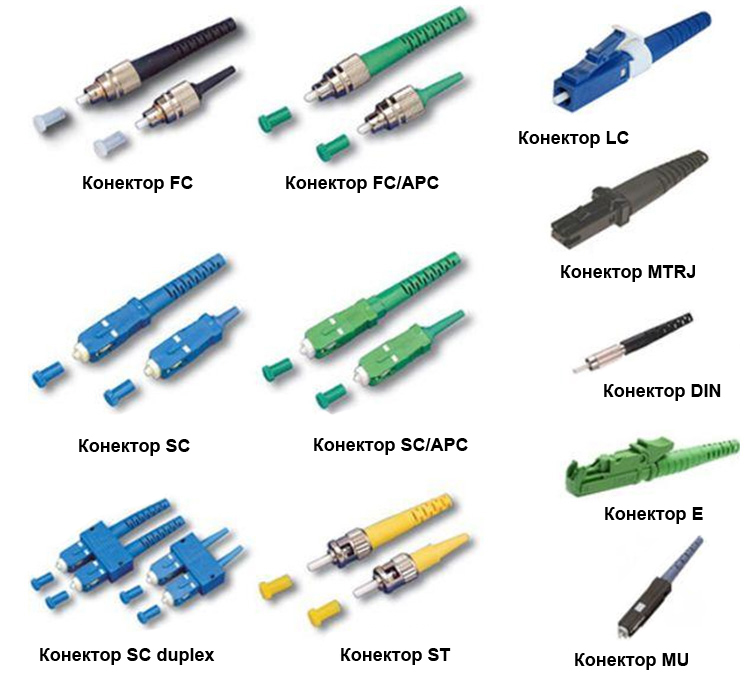 Конектор FC
Конектор FC/APC
Конектор LC
Конектор MTRJ
Конектор DIN
Конектор SC
Конектор SC/APC
Конектор E
Конектор SC duplex
Конектор ST
Конектор MU